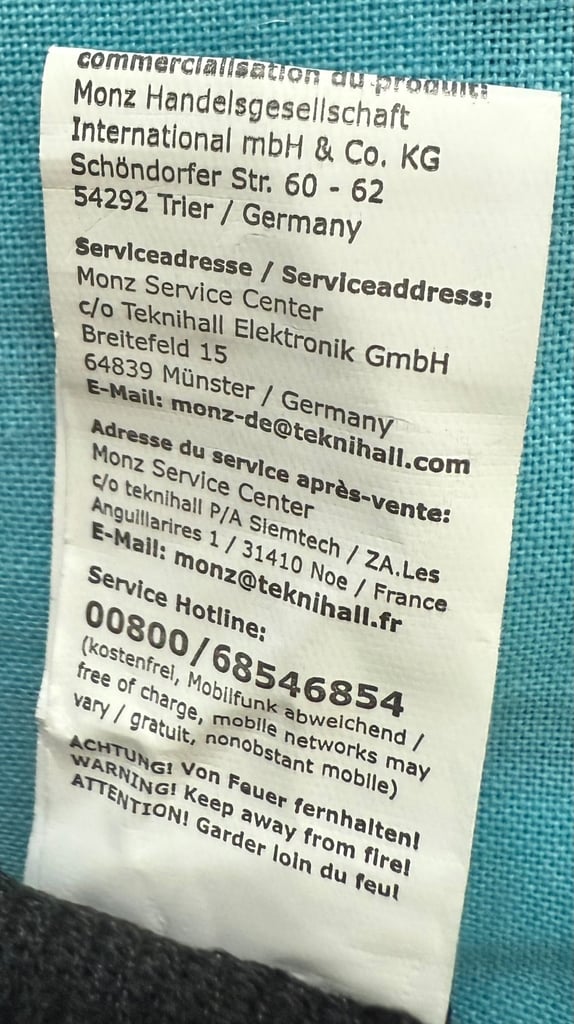 commercialisation du produit:
Monz Handelsgesellschaft
International mbH & Co. KG
Schöndorfer Str. 60 - 62
54292 Trier / Germany
Serviceadresse / Serviceaddress:
Monz Service Center
c/o Teknihall Elektronik GmbH
Breitefeld 15
64839 Münster / Germany
E-Mail: monz-de@teknihall.com
Adresse du service après-vente:
Monz Service Center
c/o teknihall P/A Siemtech / ZA.Les
Anguillarires 1 / 31410 Noe / France
E-Mail: monz@teknihall.fr
Service Hotline:
00800/68546854
(kostenfrei, Mobilfunk abweichend /
free of charge, mobile networks may
vary / gratuit, nonobstant mobile)
ACHTUNG! Von Feuer fernhalten!
WARNING! Keep away from fire!
ATTENTION! Garder loin du feu!